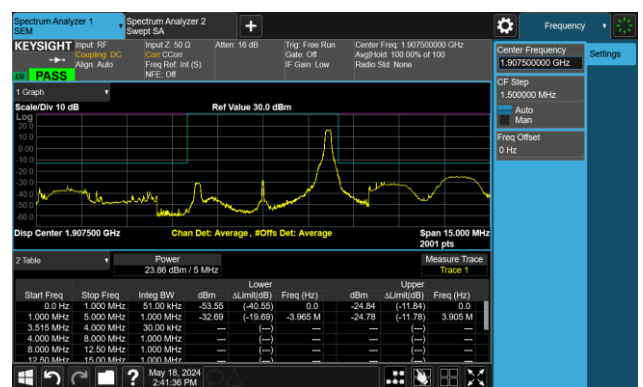 Spectrum Analyzer 1
SEM
Spectrum Analyzer 2
Swept SA
+
Frequency
KEYSIGHT
Input: RF
Coupling: DC
Align: Auto
Input Z: 50 Ω
Corr CCorr
Freq Ref: Int (S)
NFE: Off
Atten: 16 dB
Trig: Free Run
Gate: Off
IF Gain: Low
Center Freq: 1.907500000 GHz
Avg|Hold: 100.00% of 100
Radio Std: None
LXI
PASS
Center Frequency
1.907500000 GHz
Settings
CF Step
1.500000 MHz
Auto
Man
Freq Offset
0 Hz
1 Graph
Scale/Div 10 dB
Ref Value 30.0 dBm
Log
20.0
10.0
0.00
-10.0
-20.0
-30.0
-40.0
-50.0
-60.0
Disp Center 1.907500 GHz
Chan Det: Average, #Offs Det: Average
Span 15.000 MHz
2001 pts
2 Table
Power
23.86 dBm / 5 MHz
Measure Trace
Trace 1
Lower Upper
Start Freq Stop Freq Integ BW dBm ΔLimit(dB) Freq (Hz) dBm ΔLimit(dB) Freq (Hz)
0.0 Hz 1.000 MHz 51.00 kHz -53.55 (-40.55) 0.0 -24.84 (-11.84) 0.0
1.000 MHz 5.000 MHz 1.000 MHz -32.69 (-19.69) -3.965 M -24.78 (-11.78) 3.905 M
3.515 MHz 4.000 MHz 30.00 kHz --- (---) --- --- (---) ---
4.000 MHz 8.000 MHz 1.000 MHz --- (---) --- --- (---) ---
8.000 MHz 12.50 MHz 1.000 MHz --- (---) --- --- (---) ---
12.50 MHz 15.00 MHz 1.000 MHz --- (---) --- --- (---) ---
?
May 18, 2024
2:41:36 PM